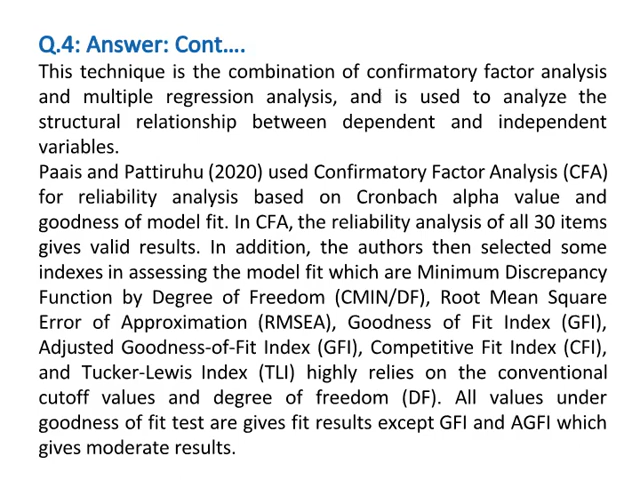 Q.4: Answer: Cont….
This technique is the combination of confirmatory factor analysis
and multiple regression analysis, and is used to analyze the
structural relationship between dependent and independent
variables.
Paais and Pattiruhu (2020) used Confirmatory Factor Analysis (CFA)
for reliability analysis based on Cronbach alpha value and
goodness of model fit. In CFA, the reliability analysis of all 30 items
gives valid results. In addition, the authors then selected some
indexes in assessing the model fit which are Minimum Discrepancy
Function by Degree of Freedom (CMIN/DF), Root Mean Square
Error of Approximation (RMSEA), Goodness of Fit Index (GFI),
Adjusted Goodness-of-Fit Index (GFI), Competitive Fit Index (CFI),
and Tucker-Lewis Index (TLI) highly relies on the conventional
cutoff values and degree of freedom (DF). All values under
goodness of fit test are gives fit results except GFI and AGFI which
gives moderate results.